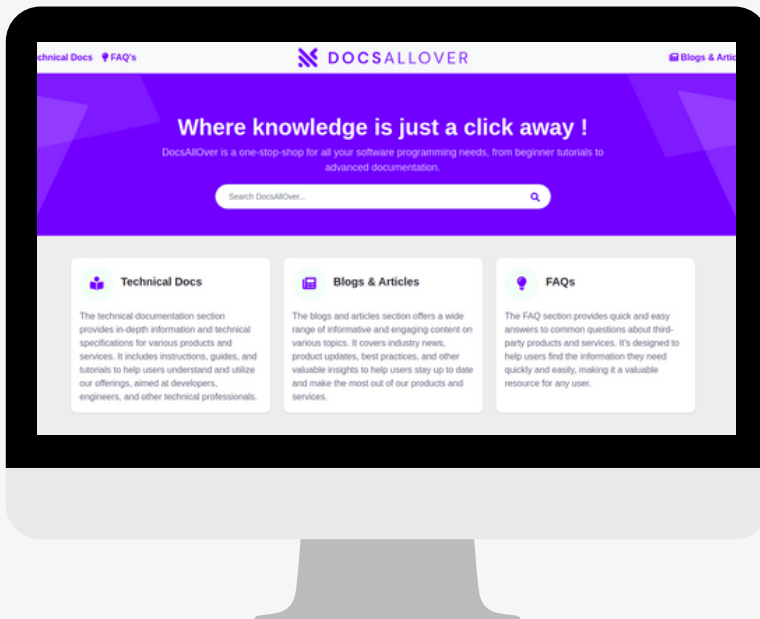 chnical Docs FAQ's DOCSALLOVER Blogs & Artic
Where knowledge is just a click away !
DocsAllOver is a one-stop-shop for all your software programming needs, from beginner tutorials to
advanced documentation.
Search DocsAllOver...
Technical Docs
The technical documentation section
provides in-depth information and technical
specifications for various products and
services. It includes instructions, guides, and
tutorials to help users understand and utilize
our offerings, aimed at developers,
engineers, and other technical professionals.
Blogs & Articles
The blogs and articles section offers a wide
range of informative and engaging content on
various topics. It covers industry news,
product updates, best practices, and other
valuable insights to help users stay up to date
and make the most out of our products and
services.
FAQs
The FAQ section provides quick and easy
answers to common questions about third-
party products and services. It's designed to
help users find the information they need
quickly and easily, making it a valuable
resource for any user.